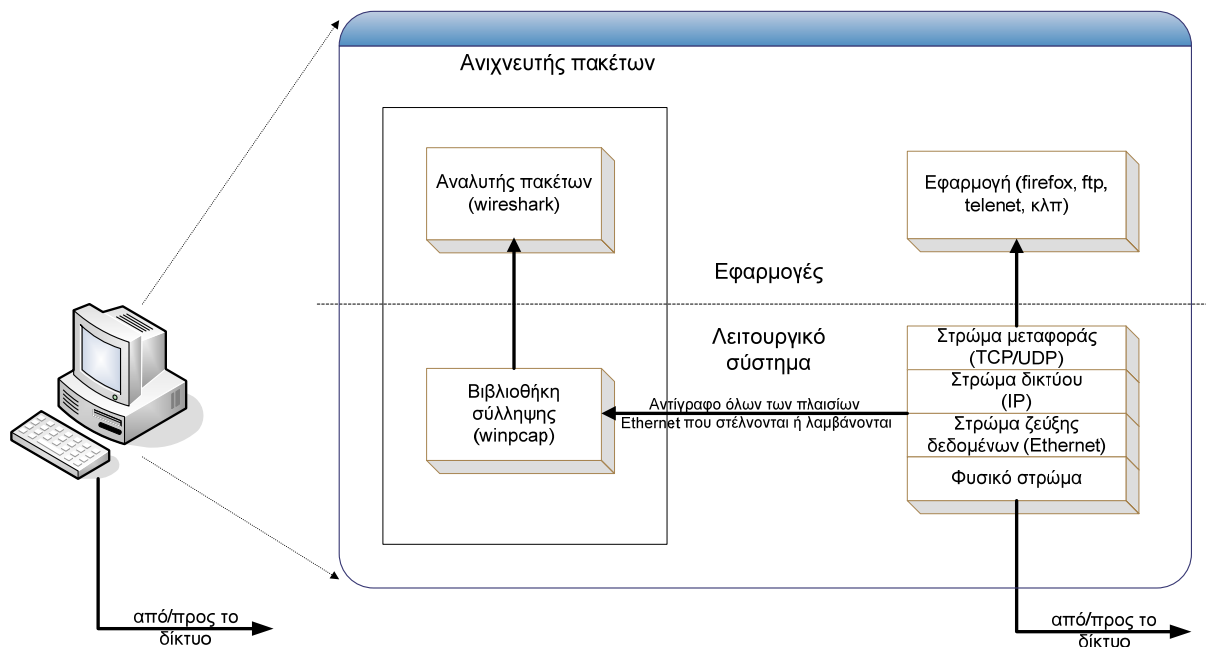 Ανιχνευτής πακέτων
Αναλυτής πακέτων
(wireshark)
Εφαρμογή (firefox, ftp,
telenet, κλπ)
Εφαρμογές
Λειτουργικό
σύστημα
Στρώμα μεταφοράς
(TCP/UDP)
Στρώμα δικτύου
(IP)
Στρώμα ζεύξης
δεδομένων (Ethernet)
Φυσικό στρώμα
Βιβλιοθήκη
σύλληψης
(winpcap)
Αντίγραφο όλων των πλαισίων
Ethernet που στέλνονται ή λαμβάνονται
από/προς το
δίκτυο
από/προς το
δίκτυο